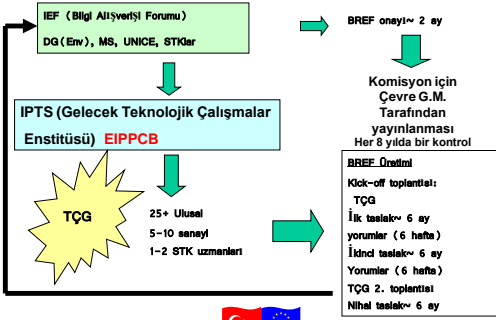 IEF (Bilgi Alışverişi Forumu)
DG(Env), MS, UNICE, STKlar
BREF onayı~ 2 ay
Komisyon için
Çevre G.M.
Tarafından
yayınlanması
Her 8 yılda bir kontrol
IPTS (Gelecek Teknolojik Çalışmalar
Enstitüsü) EIPPCB
TÇG
25+ Ulusal
5-10 sanayi
1-2 STK uzmanları
BREF Üretimi
Kick-off toplantısı:
TÇG
İlk taslak~ 6 ay
yorumlar (6 hafta)
İkinci taslak~ 6 ay
Yorumlar (6 hafta)
TÇG 2. toplantısı
Nihai taslak~ 6 ay